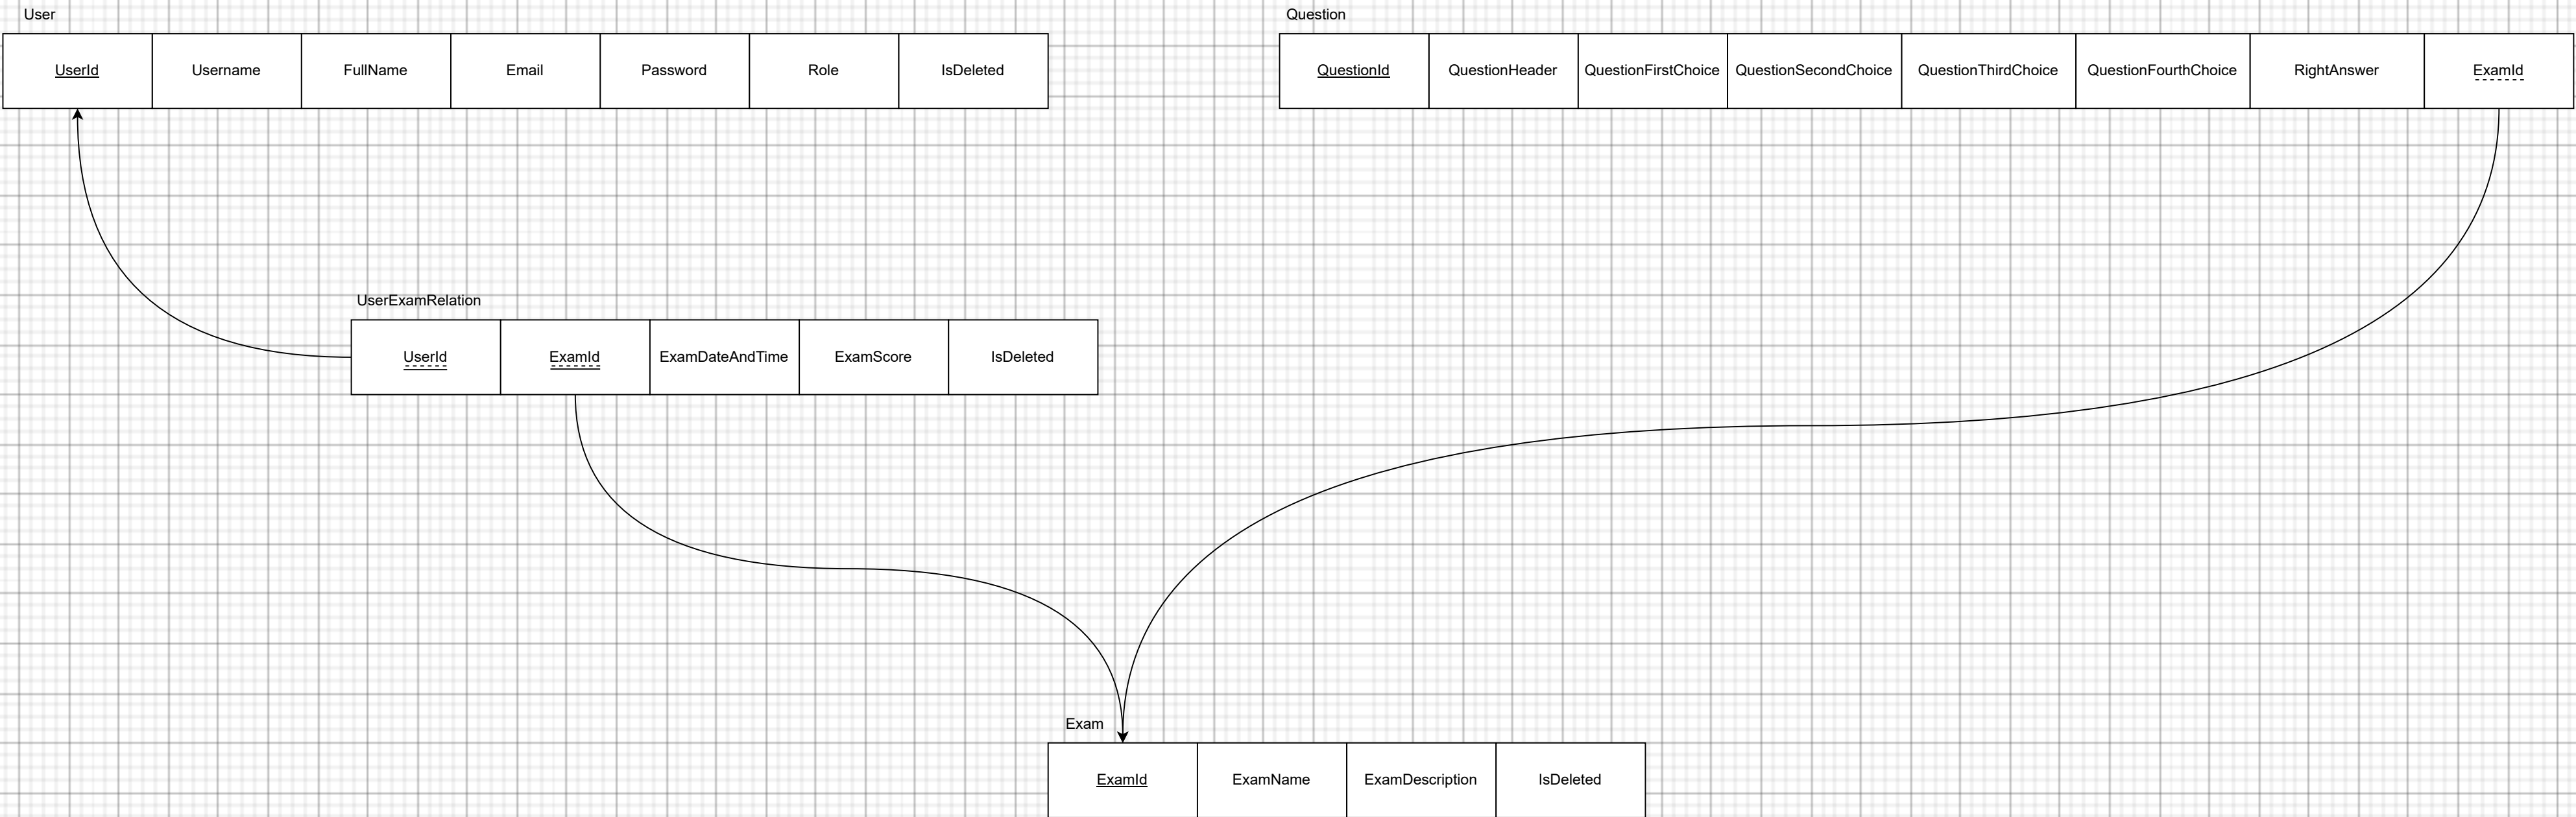 User
UserId Username FullName Email Password Role IsDeleted
Question
QuestionId QuestionHeader QuestionFirstChoice QuestionSecondChoice QuestionThirdChoice QuestionFourthChoice RightAnswer ExamId
UserExamRelation
UserId ExamId ExamDateAndTime ExamScore IsDeleted
Exam
ExamId ExamName ExamDescription IsDeleted